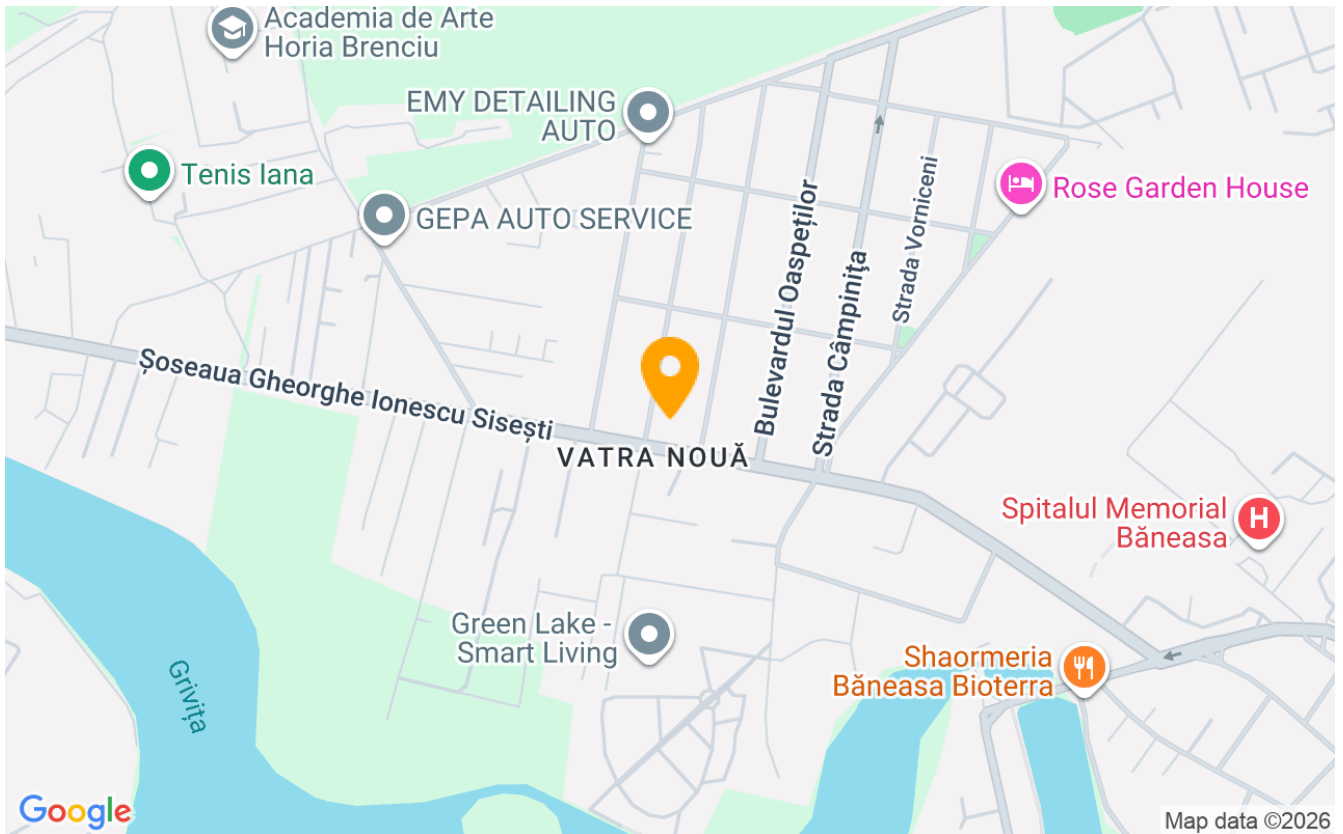 Academia de Arte
Horia Brenciu
EMY DETAILING
AUTO
Tenis Iana
GEPA AUTO SERVICE
Rose Garden House
Bulevardul Oaspeților
Strada Câmpinița
Strada Vorniceni
Șoseaua Gheorghe Ionescu Sisești
VATRA NOUĂ
Spitalul Memorial
Băneasa
Green Lake -
Smart Living
Shaormeria
Băneasa Bioterra
Grivița
Google
Map data ©2026